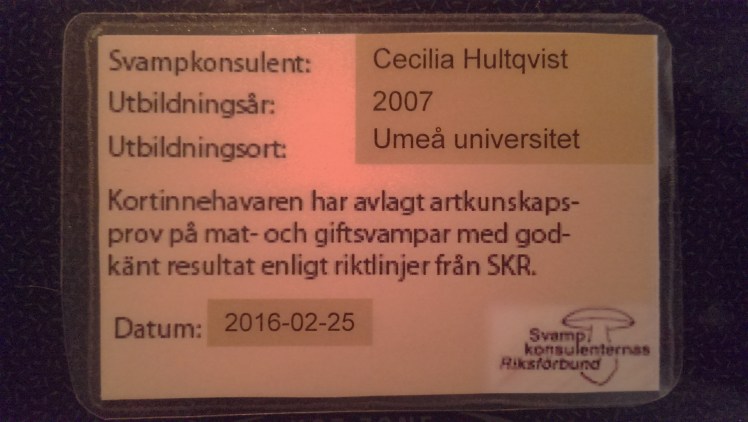 Svampkonsulent: Cecilia Hultqvist
Utbildningsår: 2007
Utbildningsort: Umeå universitet
Kortinnehavaren har avlagt artkunskaps-
prov på mat- och giftsvampar med god-
känt resultat enligt riktlinjer från SKR.
Datum: 2016-02-25
Svamp
konsulenternas
Riksförbund